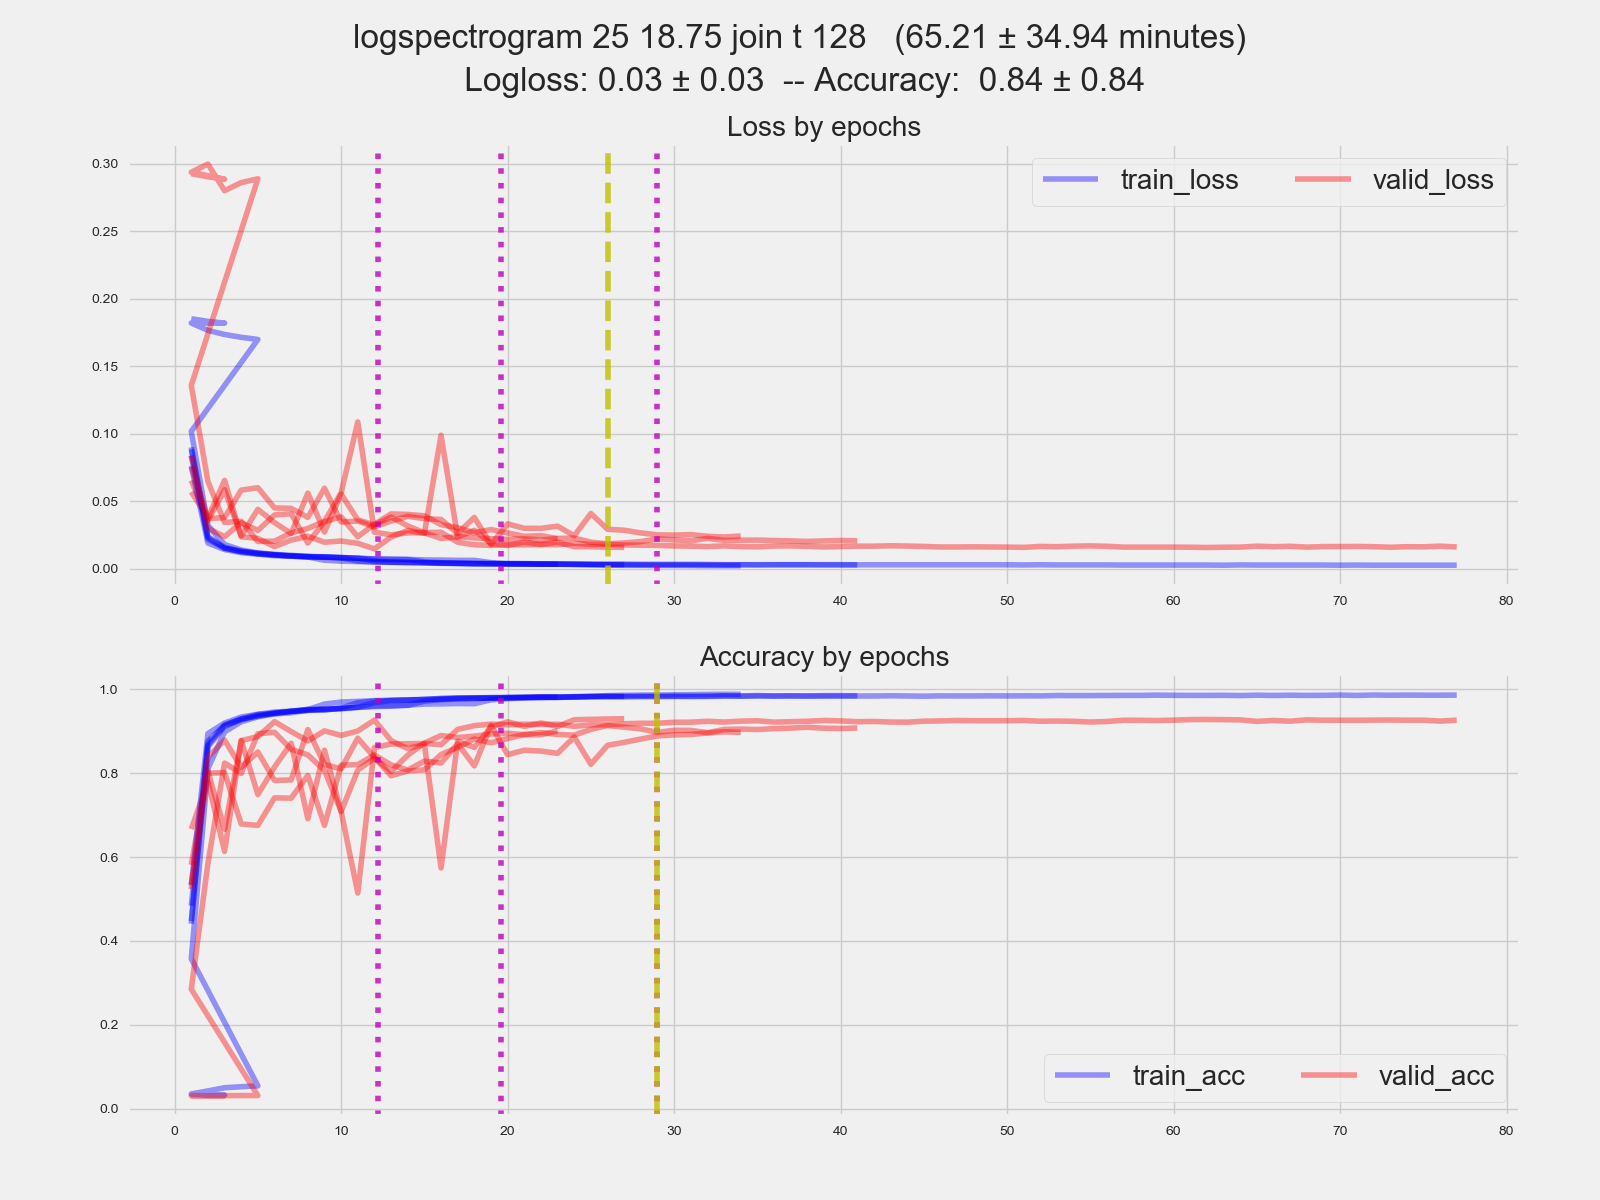 logspectrogram 25 18.75 join t 128   (65.21 ± 34.94 minutes)
Logloss: 0.03 ± 0.03  -- Accuracy:  0.84 ± 0.84
Loss by epochs
train_loss valid_loss
0.30
0.25
0.20
0.15
0.10
0.05
0.00
0 10 20 30 40 50 60 70 80
Accuracy by epochs
1.0
0.8
0.6
0.4
0.2
0.0
train_acc valid_acc
0 10 20 30 40 50 60 70 80